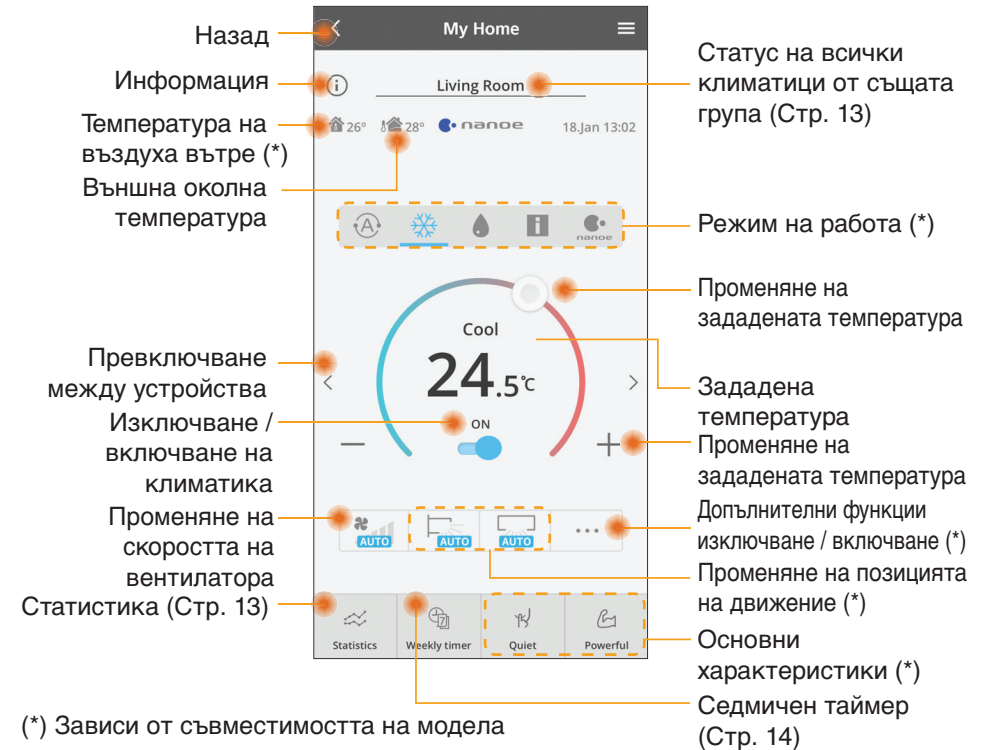 Назад
Информация
Температура на
въздуха вътре (*)
Външна околна
температура
Превключване
между устройства
Изключване /
включване на
климатика
Променяне на
скоростта на
вентилатора
Статистика (Стр. 13)
My Home
Living Room
26° 28° nanoe 18.Jan 13:02
A nanoe
Cool
24.5°c
ON
AUTO AUTO AUTO
Statistics Weekly timer Quiet Powerful
Статус на всички
климатици от същата
група (Стр. 13)
Режим на работа (*)
Променяне на
зададената температура
Зададена
температура
Променяне на
зададената температура
Допълнителни функции
изключване / включване (*)
Променяне на позицията
на движение (*)
Основни
характеристики (*)
Седмичен таймер
(Стр. 14)
(*) Зависи от съвместимостта на модела